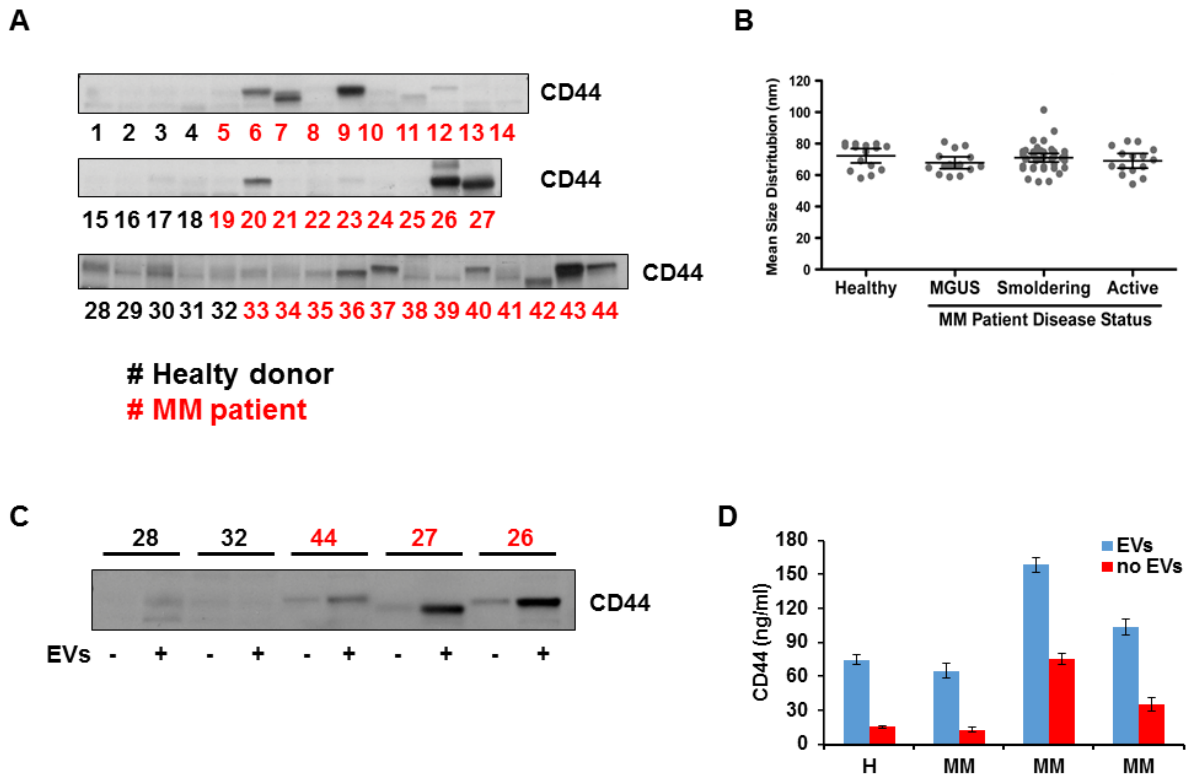 A
CD44
1 2 3 4 5 6 7 8 9 10 11 12 13 14
CD44
15 16 17 18 19 20 21 22 23 24 25 26 27
CD44
28 29 30 31 32 33 34 35 36 37 38 39 40 41 42 43 44
# Healty donor
# MM patient
B
Mean Size Distritubion (nm)
120
100
80
60
40
20
0
Healthy MGUS Smoldering Active
MM Patient Disease Status
C
28 32 44 27 26
CD44
EVs - + - + - + - + - +
D
CD44 (ng/ml)
180
150
120
90
60
30
0
EVs
no EVs
H MM MM MM